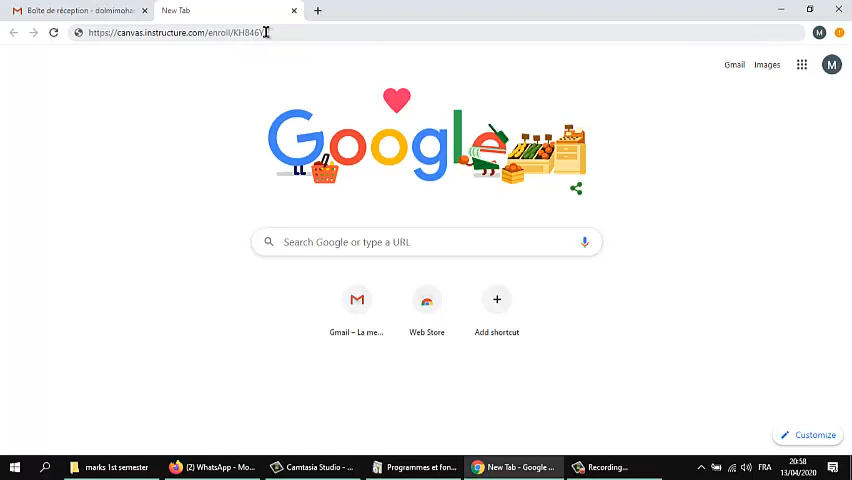 Boîte de réception - dolmimoha
New Tab
https://canvas.instructure.com/enroll/KH846Y
M
Gmail
Images
M
Google
Search Google or type a URL
Gmail – La me...
Web Store
Add shortcut
Customize
marks 1st semester
(2) WhatsApp - Mo...
Camtasia Studio - ...
Programmes et fon...
New Tab - Google ...
Recording...
FRA
20:58
13/04/2020